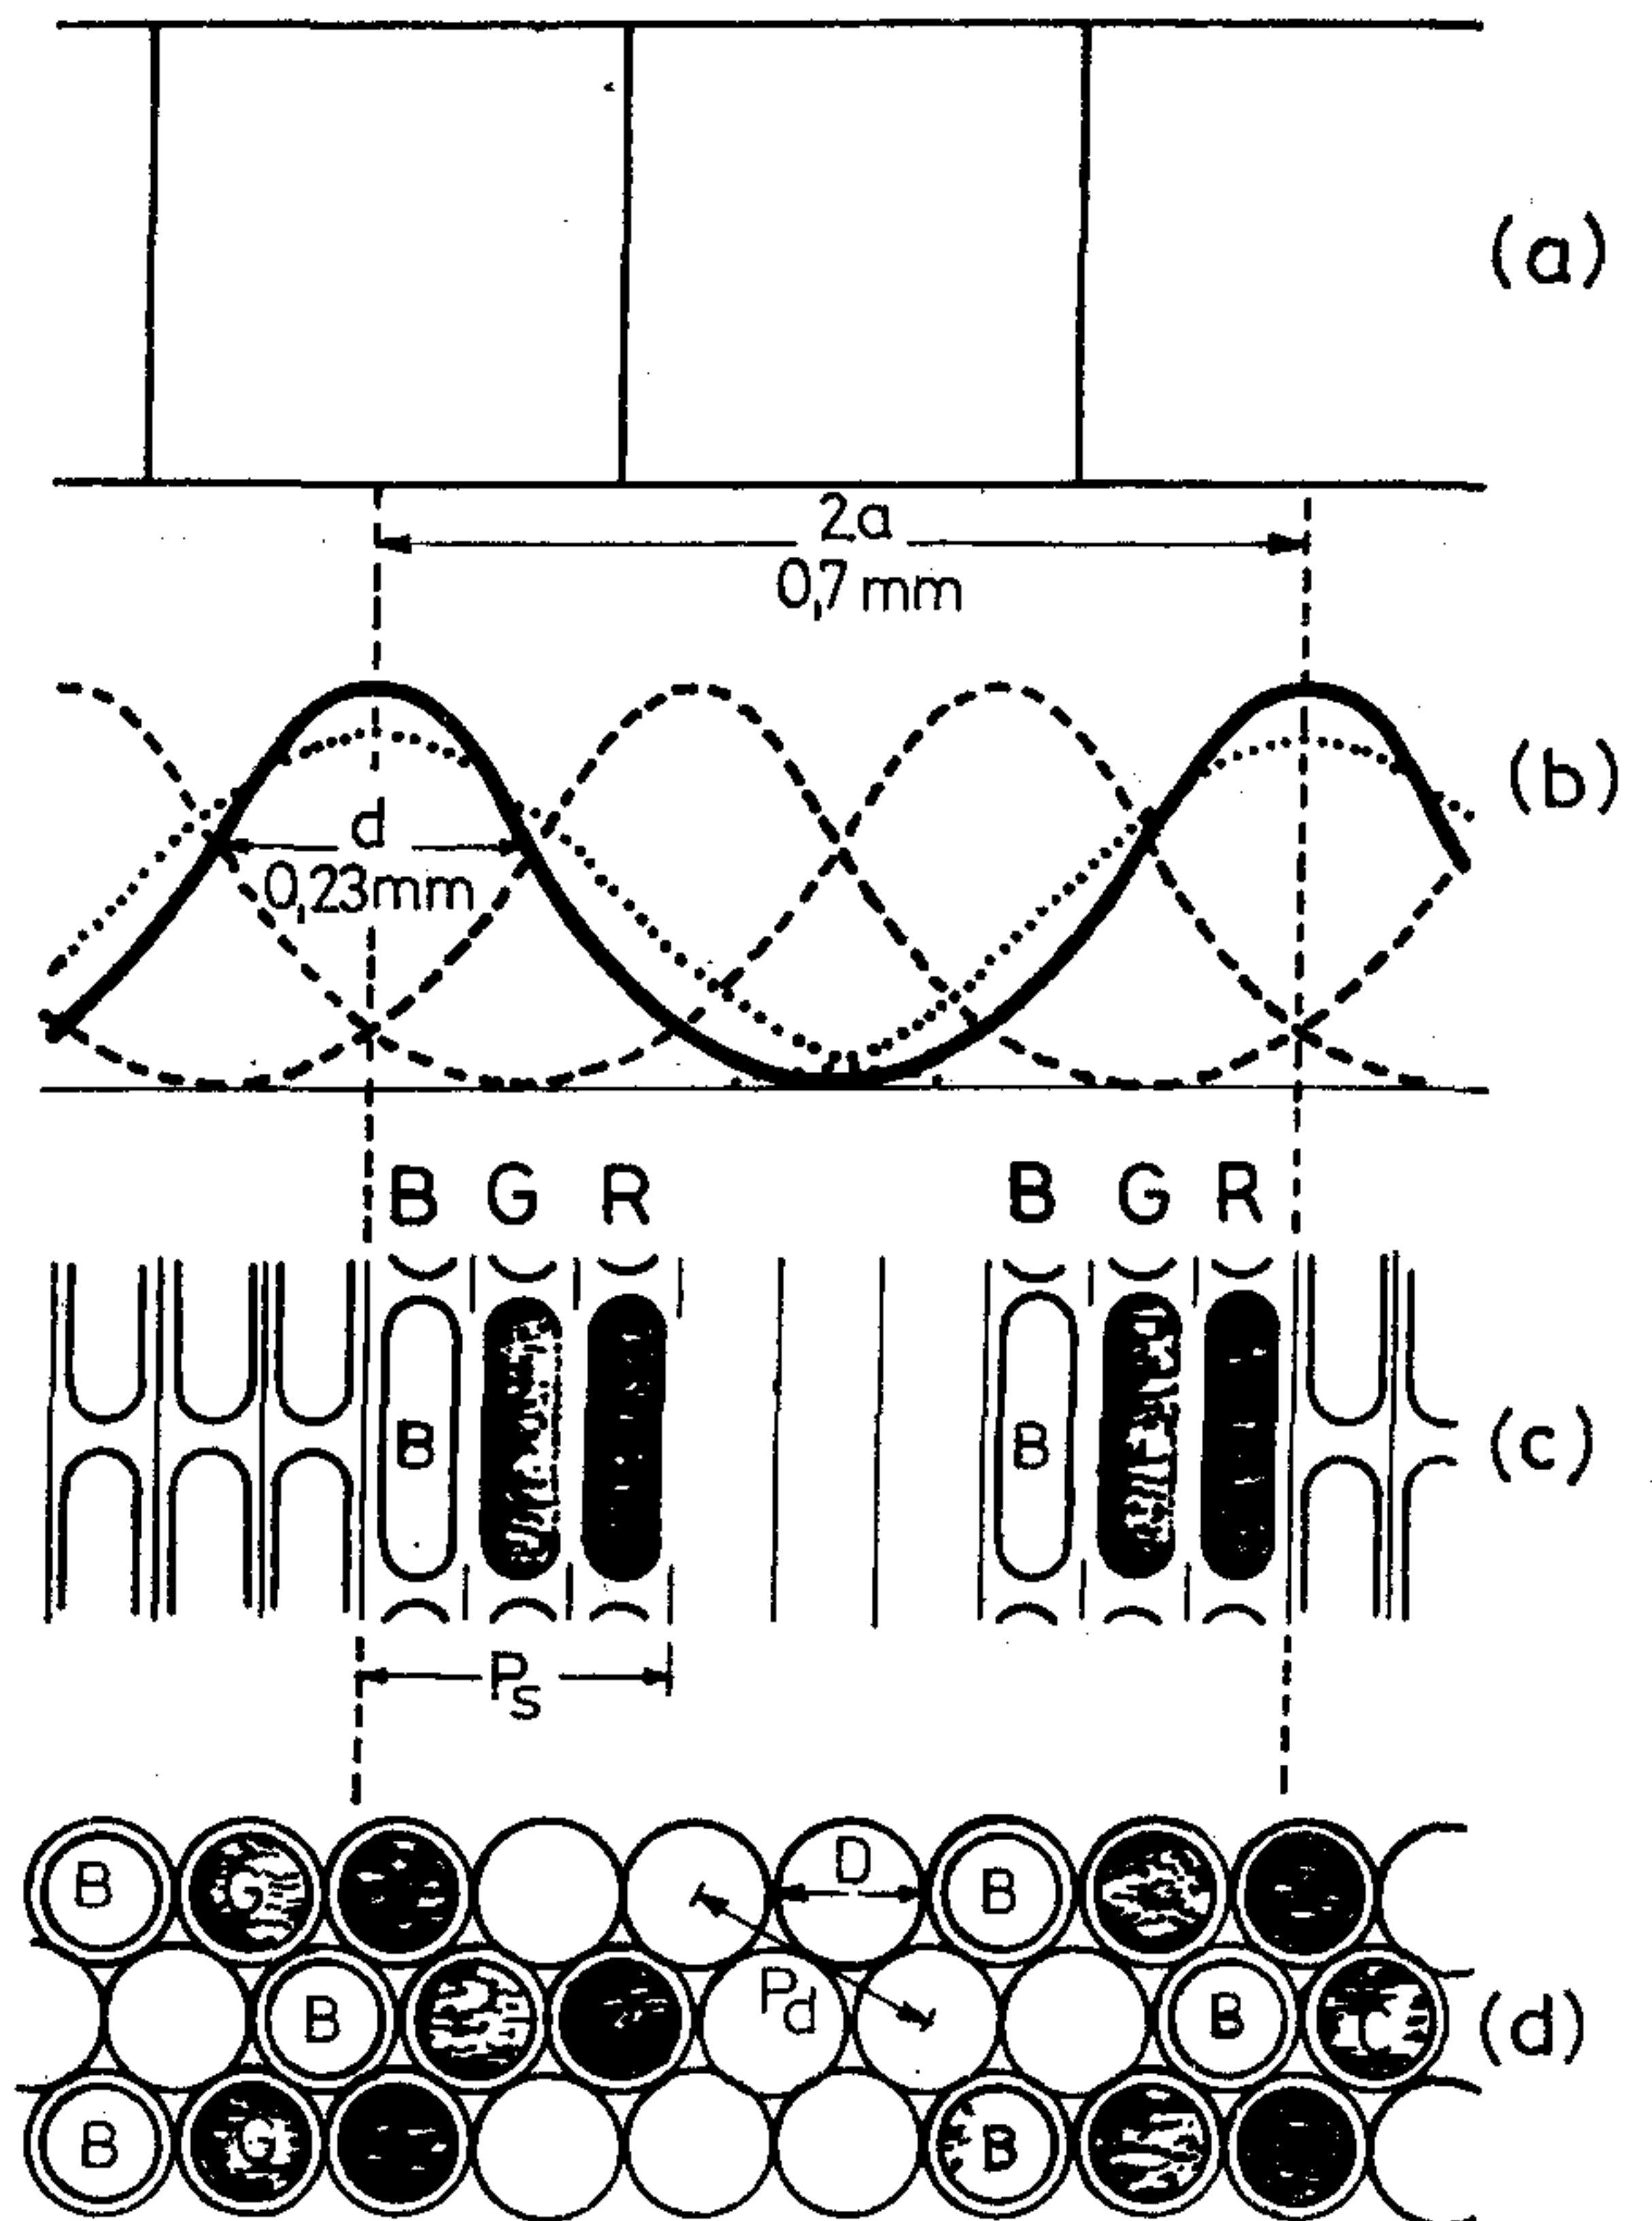 (a)
2a
0,7 mm
(b)
d
0,23mm
B G R B G R
B B (c)
Ps
B G D B G
B Pd B (d)
B G B